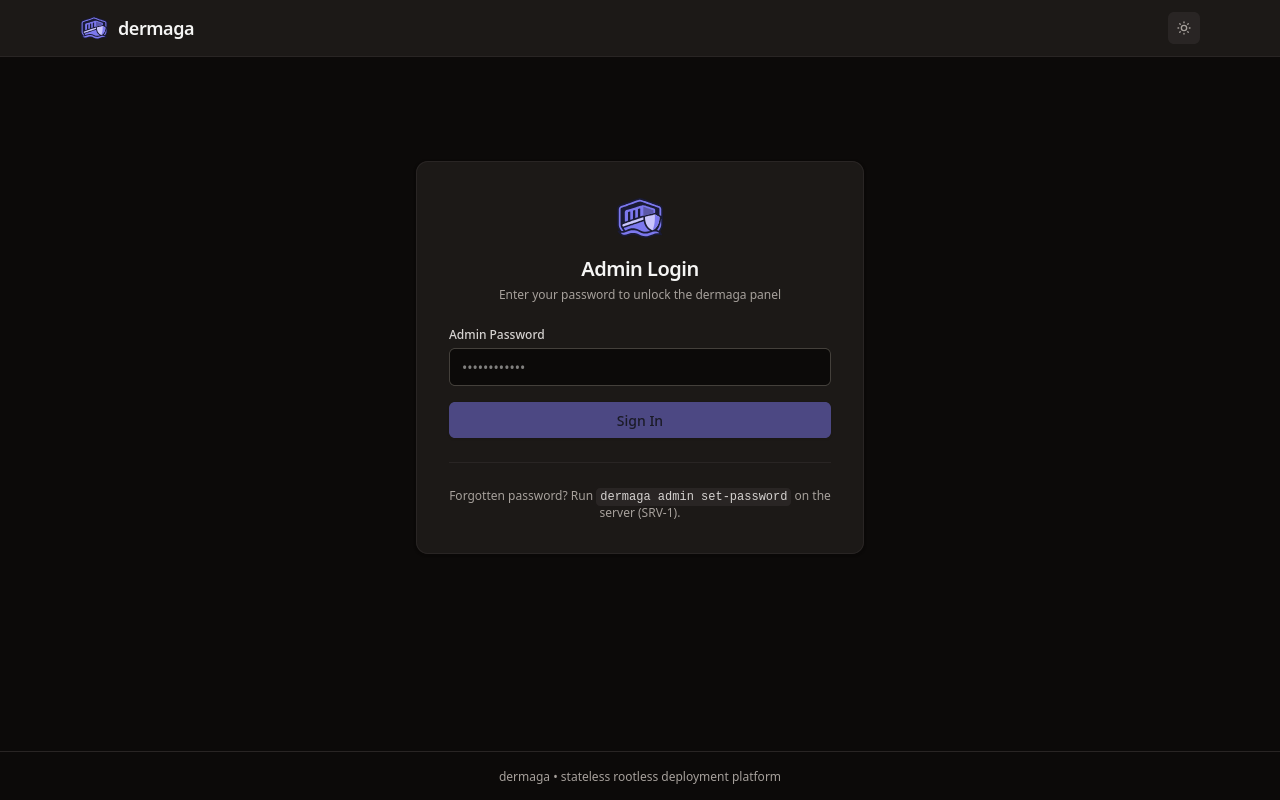 dermaga
Admin Login
Enter your password to unlock the dermaga panel
Admin Password
••••••••••••
Sign In
Forgotten password? Run dermaga admin set-password on the
server (SRV-1).
dermaga • stateless rootless deployment platform